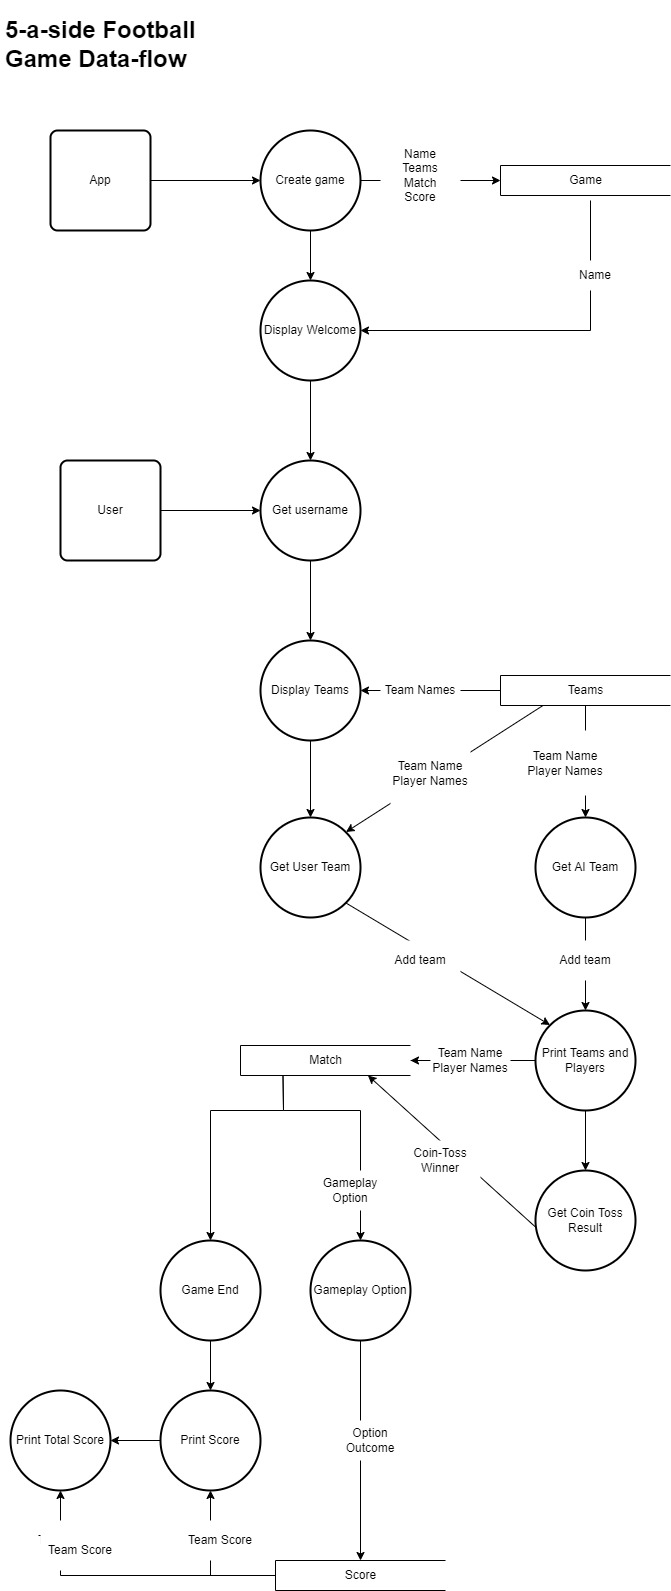 5-a-side Football
Game Data-flow
App
Create game
Name
Teams
Match
Score
Game
Name
Display Welcome
User
Get username
Display Teams
Team Names
Teams
Team Name
Player Names
Team Name
Player Names
Get User Team
Get AI Team
Add team
Add team
Match
Team Name
Player Names
Print Teams and
Players
Coin-Toss
Winner
Gameplay
Option
Get Coin Toss
Result
Game End
Gameplay Option
Print Total Score
Print Score
Option
Outcome
Team Score
Team Score
Score